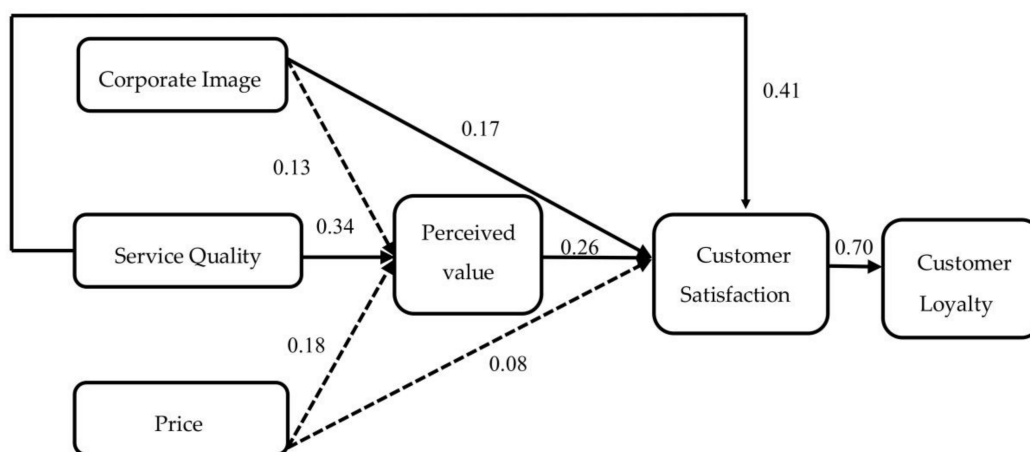 Corporate Image
0.41
0.17
0.13
Service Quality
0.34
Perceived
value
0.26
Customer
Satisfaction
0.70
Customer
Loyalty
0.18
0.08
Price